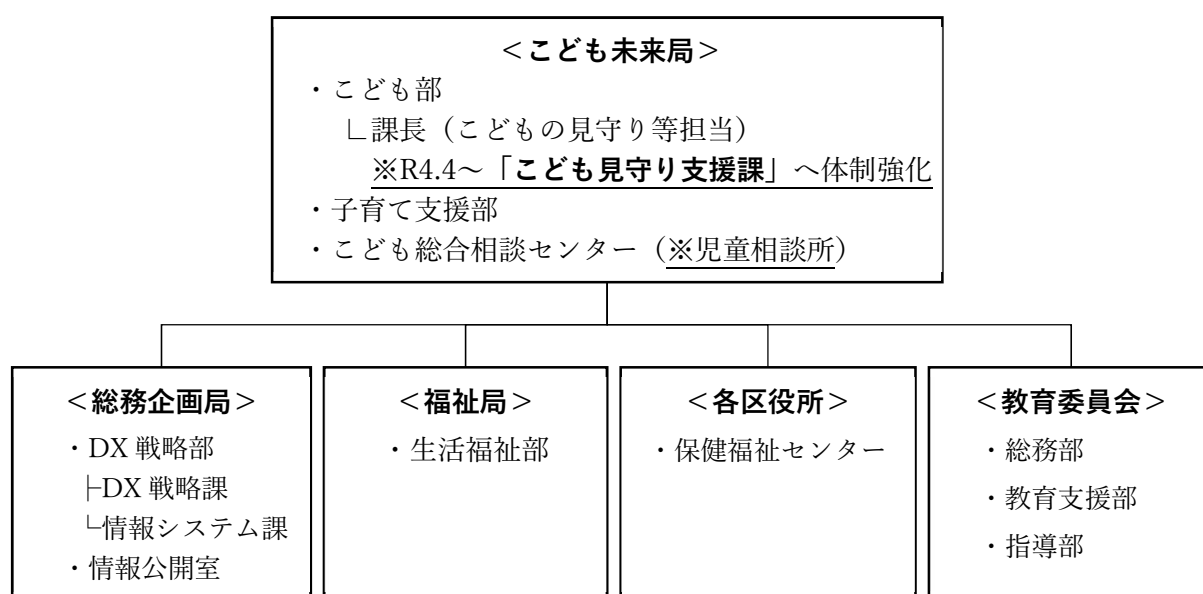 ＜こども未来局＞
・こども部
∟課長（こどもの見守り等担当）
※R4.4～「こども見守り支援課」へ体制強化
・子育て支援部
・こども総合相談センター（※児童相談所）
＜総務企画局＞
・DX 戦略部
├DX 戦略課
└情報システム課
・情報公開室
＜福祉局＞
・生活福祉部
＜各区役所＞
・保健福祉センター
＜教育委員会＞
・総務部
・教育支援部
・指導部